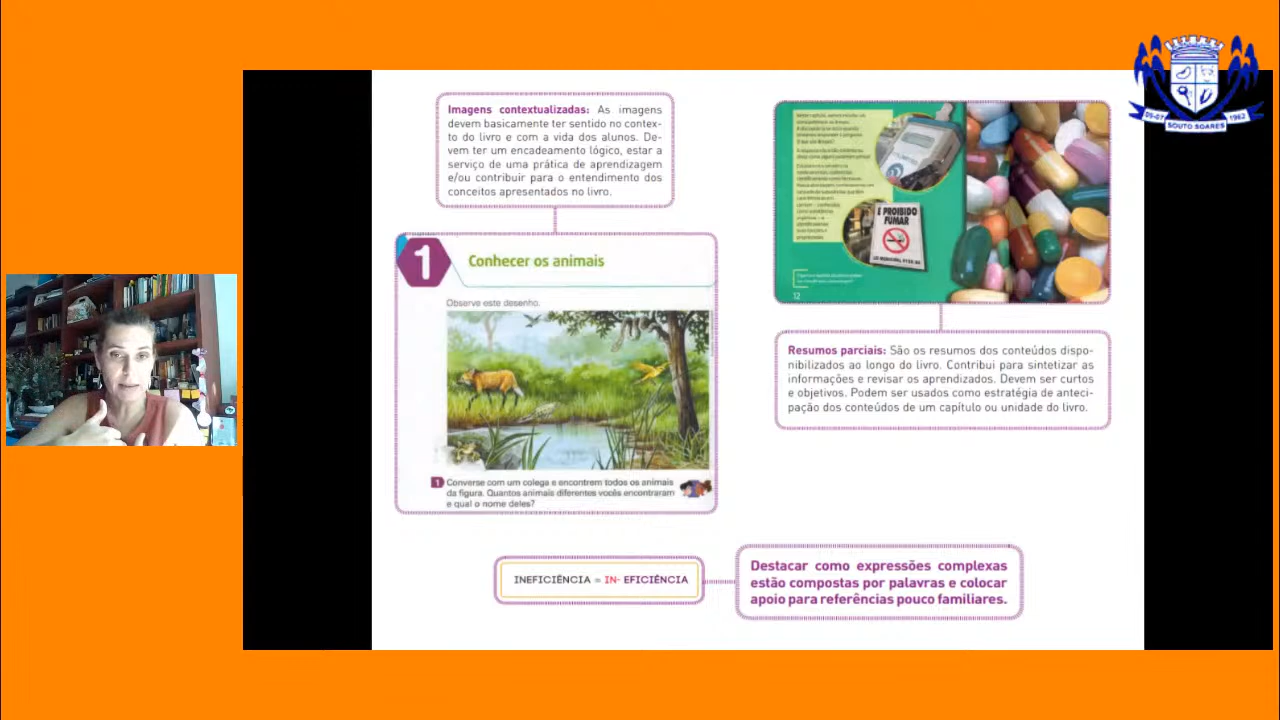 Imagens contextualizadas: As imagens
devem basicamente ter sentido no contex-
to do livro e com a vida dos alunos. De-
vem ter um encadeamento lógico, estar a
serviço de uma prática de aprendizagem
e/ou contribuir para o entendimento dos
conceitos apresentados no livro.
1
Conhecer os animais
Observe este desenho.
1 Converse com um colega e encontrem todos os animais
da figura. Quantos animais diferentes vocês encontraram
e qual o nome deles?
É PROIBIDO
FUMAR
12
Resumos parciais: São os resumos dos conteúdos dispo-
nibilizados ao longo do livro. Contribui para sintetizar as
informações e revisar os aprendizados. Devem ser curtos
e objetivos. Podem ser usados como estratégia de anteci-
pação dos conteúdos de um capítulo ou unidade do livro.
INEFICIÊNCIA = IN- EFICIÊNCIA
Destacar como expressões complexas
estão compostas por palavras e colocar
apoio para referências pouco familiares.
05-07 1962
SOUTO SOARES